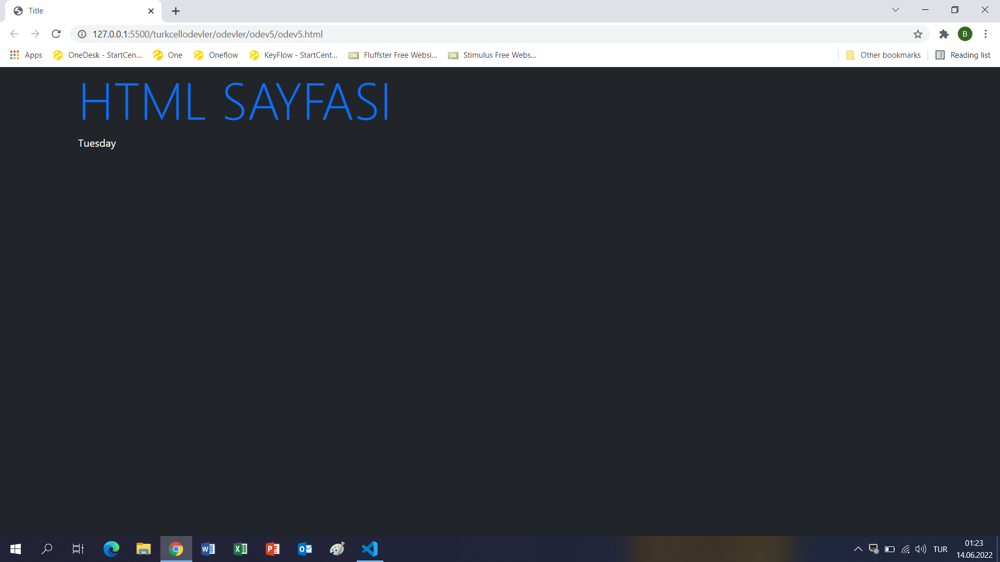 Title
127.0.0.1:5500/turkcellodevler/odevler/odev5/odev5.html
B
Apps
OneDesk - StartCen...
One
Oneflow
KeyFlow - StartCent...
Fluffster Free Websi...
Stimulus Free Webs...
Other bookmarks
Reading list
HTML SAYFASI
Tuesday
TUR
01:23
14.06.2022